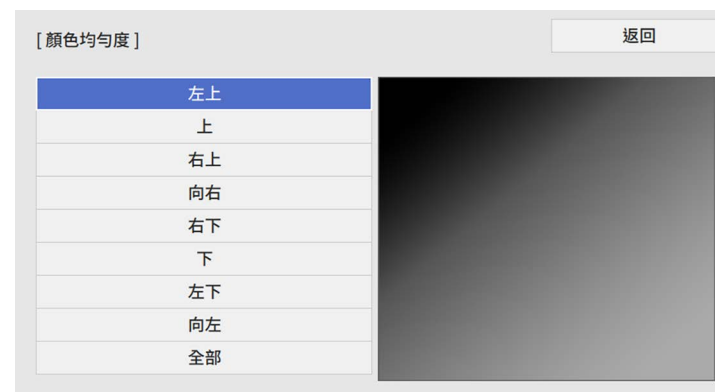 [ 顏色均勻度 ]
返回
左上
上
右上
向右
右下
下
左下
向左
全部